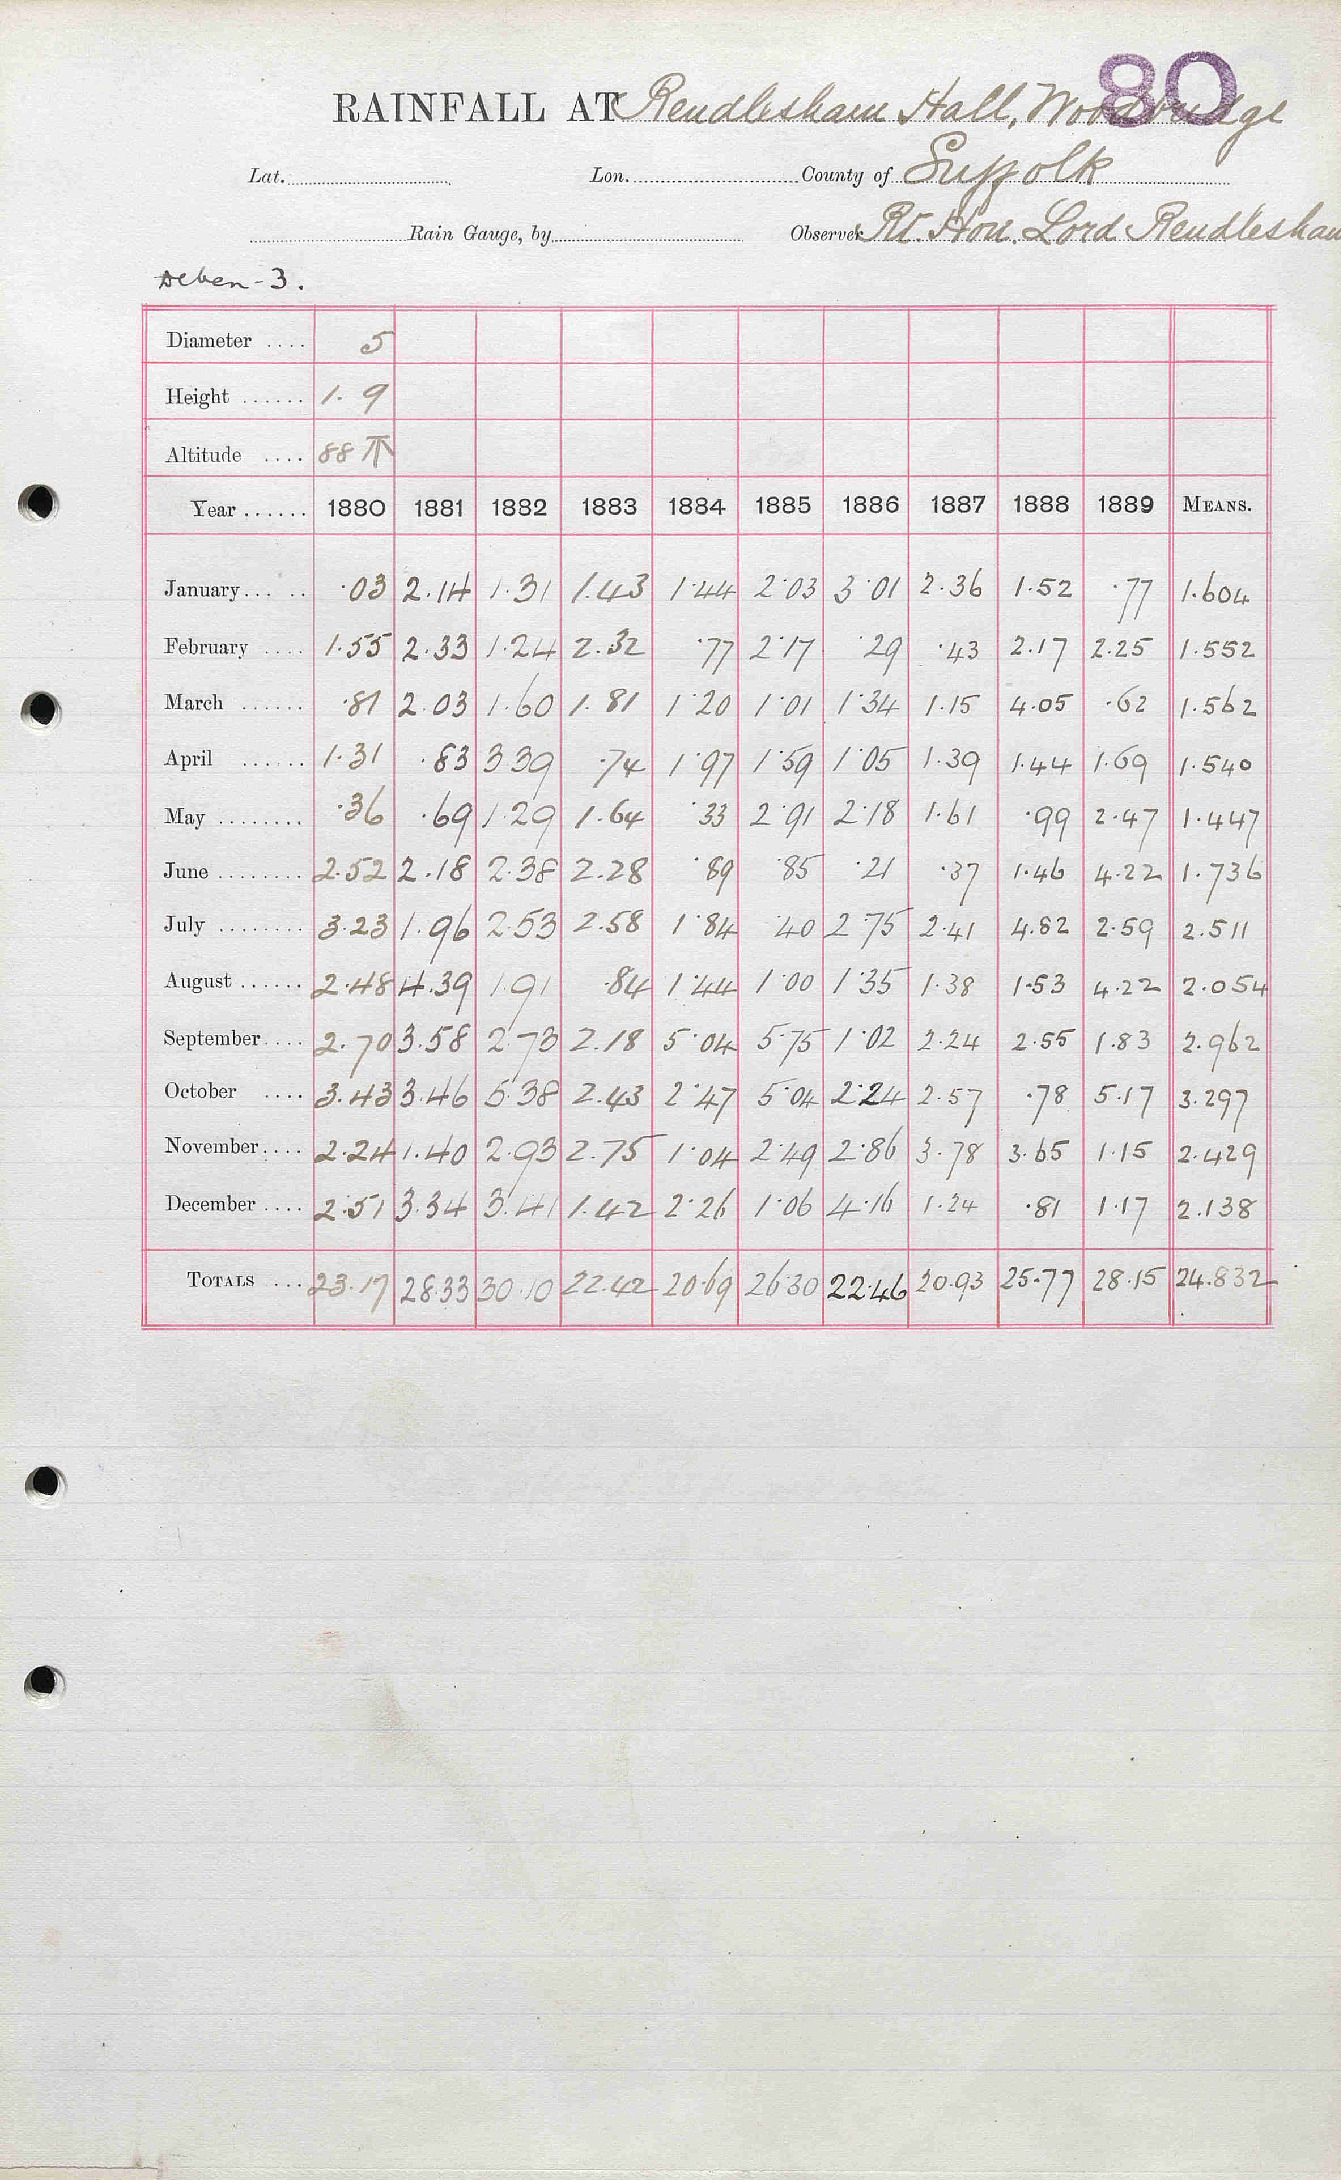 80
RAINFALL AT Rendlesham Hall, Woodbridge
Lat. Lon. County of Suffolk
Rain Gauge, by Observer Rt. Hon. Lord Rendlesham
Deben - 3.
Diameter .... 5
Height ...... 1. 9
Altitude .... 88
Year ...... 1880 1881 1882 1883 1884 1885 1886 1887 1888 1889 MEANS.
January... .. ·03 2.14 1.31 1.43 1·44 2·03 3·01 2.36 1.52 .77 1.604
February .... 1.55 2.33 1.24 2.32 ·77 2·17 ·29 ·43 2.17 2.25 1.552
March ...... ·81 2.03 1.60 1.81 1·20 1·01 1·34 1.15 4.05 .62 1.562
April ...... 1.31 .83 3.39 .74 1·97 1·59 1·05 1.39 1.44 1.69 1.540
May ........ ·36 .69 1.29 1.64 ·33 2·91 2·18 1.61 .99 2.47 1.447
June ........ 2.52 2.18 2.38 2.28 ·89 ·85 ·21 ·37 1.46 4.22 1.736
July ........ 3.23 1.96 2.53 2.58 1·84 ·40 2·75 2.41 4.82 2.59 2.511
August ...... 2.48 4.39 1.91 .84 1·44 1·00 1·35 1.38 1.53 4.22 2.054
September.... 2.70 3.58 2.73 2.18 5·04 5·75 1·02 2.24 2.55 1.83 2.962
October .... 3.43 3.46 5.38 2.43 2·47 5·04 2·24 2.57 .78 5.17 3.297
November.... 2.24 1.40 2.93 2.75 1·04 2·49 2·86 3.78 3.65 1.15 2.429
December .... 2.51 3.34 3.41 1.42 2·26 1·06 4·16 1.24 .81 1.17 2.138
TOTALS ... 23.17 28.33 30.10 22.42 20·69 26·30 22.46 20.93 25.77 28.15 24.832